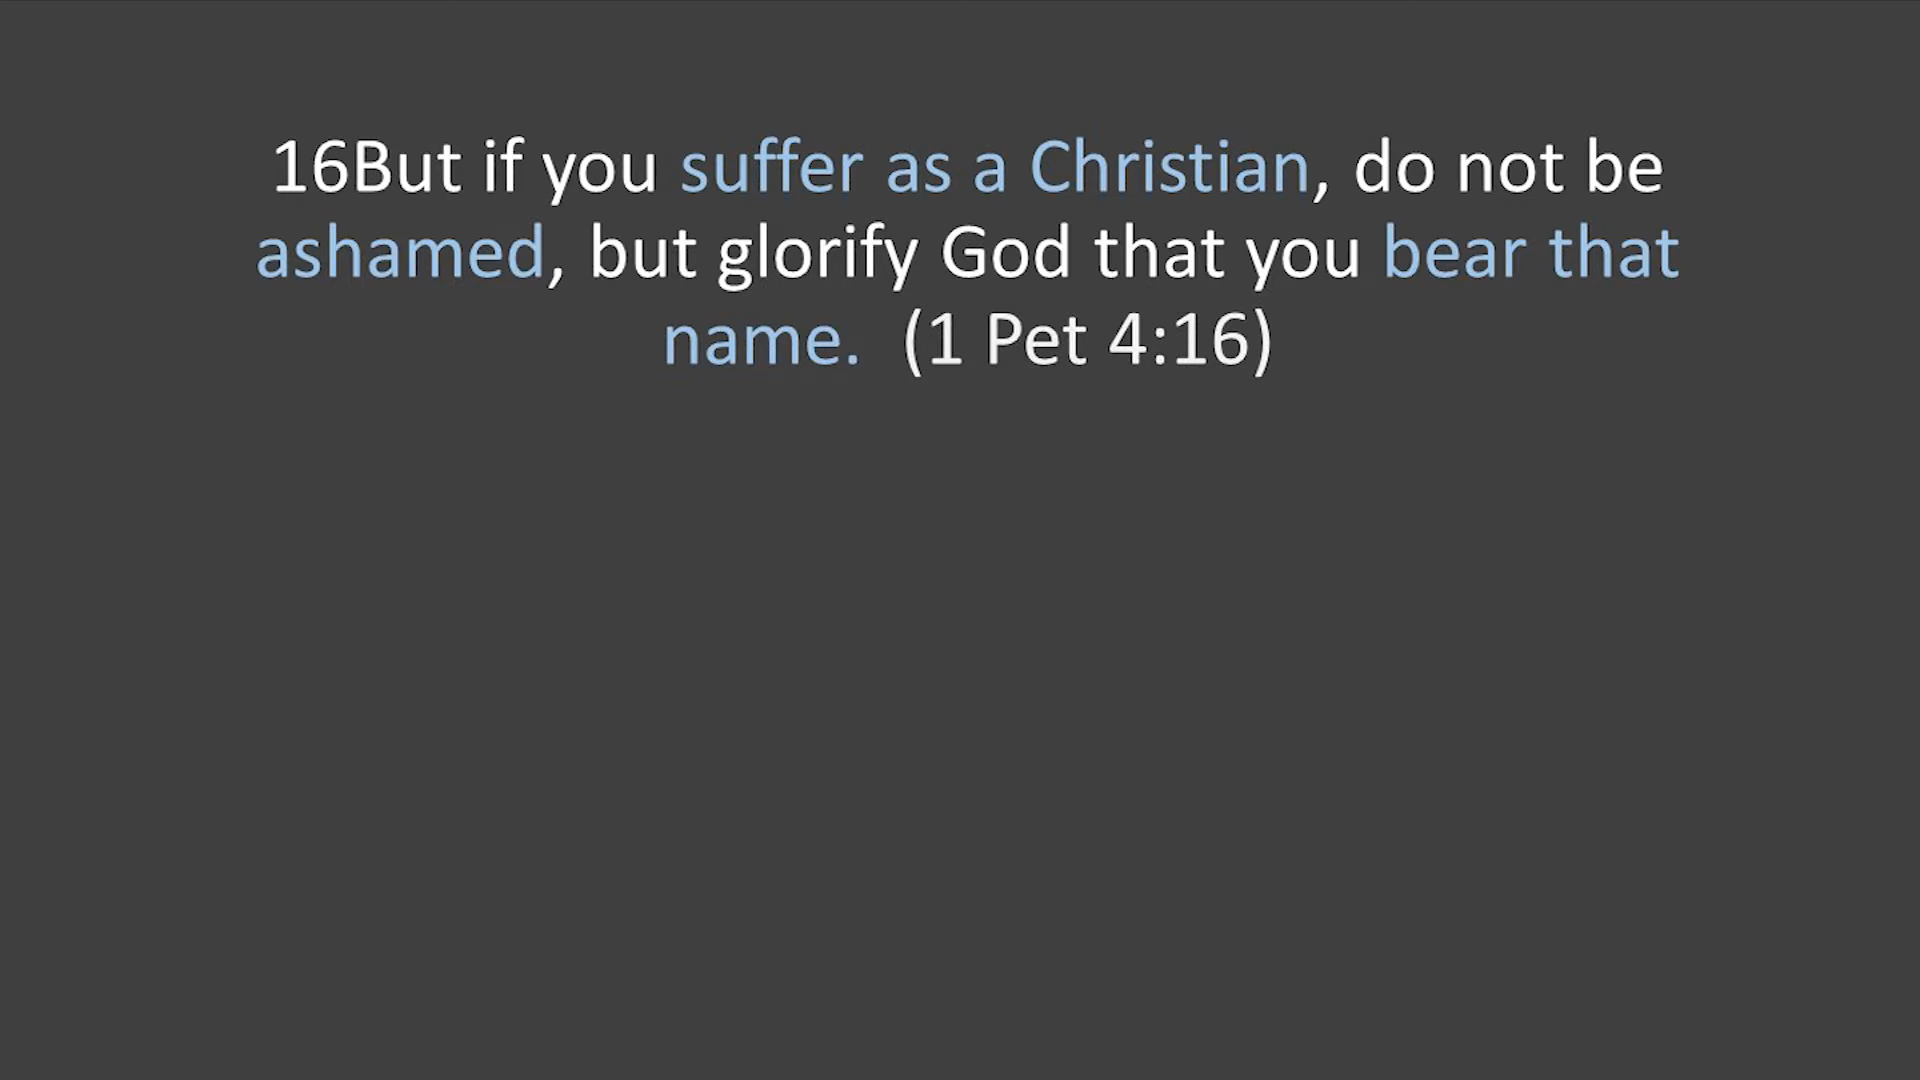 16But if you suffer as a Christian, do not be
ashamed, but glorify God that you bear that
name.  (1 Pet 4:16)